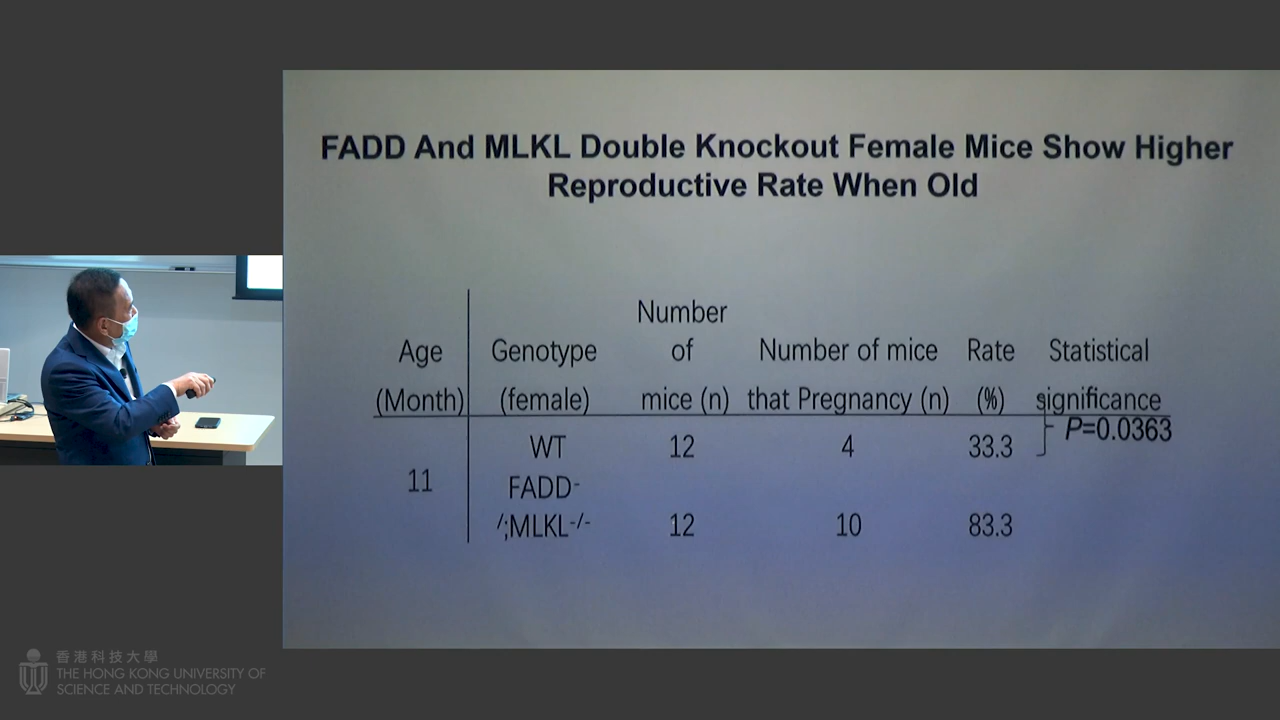 FADD And MLKL Double Knockout Female Mice Show Higher
Reproductive Rate When Old
Number
Age Genotype of Number of mice Rate Statistical
(Month) (female) mice (n) that Pregnancy (n) (%) significance
P=0.0363
WT 12 4 33.3
11
FADD-
/;MLKL-/- 12 10 83.3
香港科技大學
THE HONG KONG UNIVERSITY OF
SCIENCE AND TECHNOLOGY